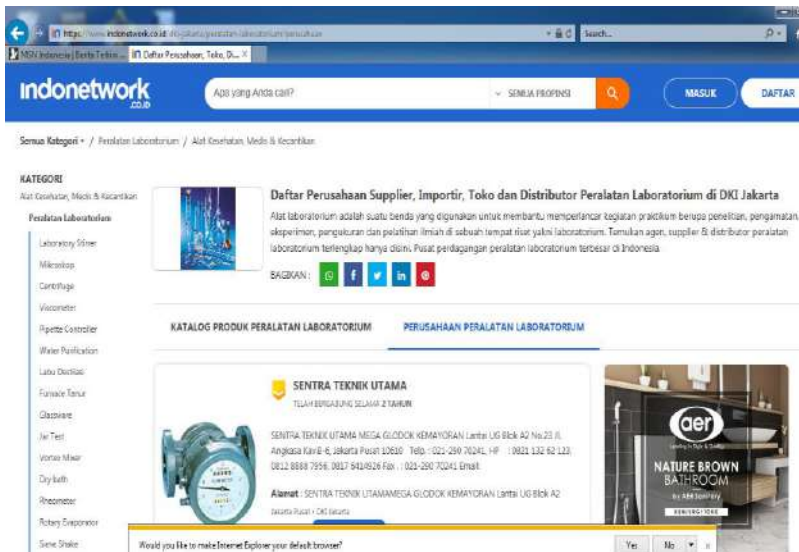 https://www.indonetwork.co.id/dki-jakarta/peralatan-laboratorium/perusahaan
Search...
MSN Indonesia | Berita Terkini ...
Daftar Perusahaan, Toko, Di...
indonetwork
.co.id
Apa yang Anda cari?
SEMUA PROPINSI
MASUK
DAFTAR
Semua Kategori / Peralatan Laboratorium / Alat Kesehatan, Medis & Kecantikan
KATEGORI
Alat Kesehatan, Medis & Kecantikan
Peralatan Laboratorium
Laboratory Stirrer
Mikroskop
Centrifuge
Viscometer
Pipette Controller
Water Purification
Labu Destilasi
Furnace Tanur
Glassware
Jar Test
Vortex Mixer
Dry bath
Rheometer
Rotary Evaporator
Sieve Shake
Daftar Perusahaan Supplier, Importir, Toko dan Distributor Peralatan Laboratorium di DKI Jakarta
Alat laboratorium adalah suatu benda yang digunakan untuk membantu memperlancar kegiatan praktikum berupa penelitian, pengamatan,
eksperimen, pengukuran dan pelatihan ilmiah di sebuah tempat riset yakni laboratorium. Temukan agen, supplier & distributor peralatan
laboratorium terlengkap hanya disini. Pusat perdagangan peralatan laboratorium terbesar di Indonesia
BAGIKAN :
KATALOG PRODUK PERALATAN LABORATORIUM
PERUSAHAAN PERALATAN LABORATORIUM
SENTRA TEKNIK UTAMA
TELAH BERGABUNG SELAMA 2 TAHUN
SENTRA TEKNIK UTAMA MEGA GLODOK KEMAYORAN Lantai UG Blok A2 No.23 Jl.
Angkasa Kav.B-6, Jakarta Pusat 10610 Telp. : 021-290 70241, HP : 0821 132 62 123,
0812 8888 7956, 0817 6414926 Fax. : 021-290 70241 Email:
Alamat : SENTRA TEKNIK UTAMAMEGA GLODOK KEMAYORAN Lantai UG Blok A2
Jakarta Pusat • DKI Jakarta
aer
NATURE BROWN
BATHROOM
by AER Sanitary
Would you like to make Internet Explorer your default browser?
Yes
No